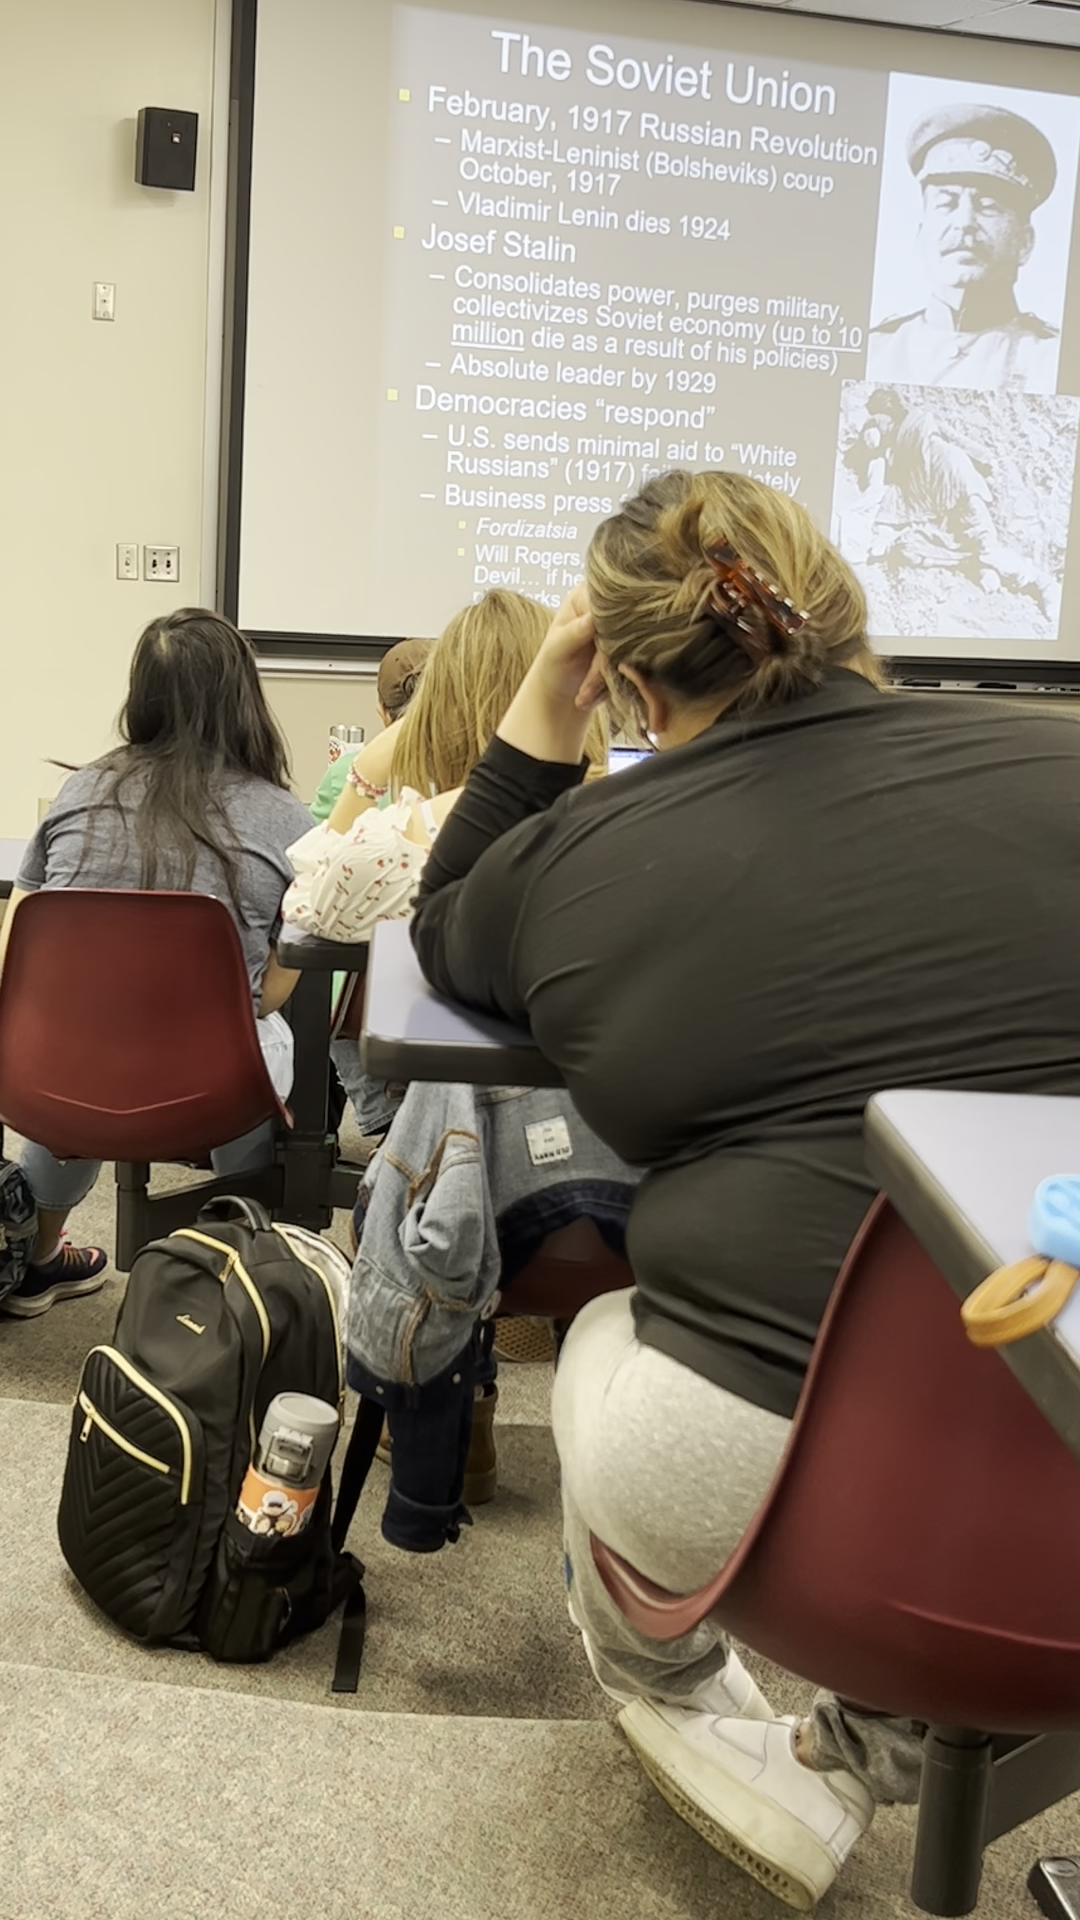 The Soviet Union
February, 1917 Russian Revolution
– Marxist-Leninist (Bolsheviks) coup
October, 1917
– Vladimir Lenin dies 1924
Josef Stalin
– Consolidates power, purges military,
collectivizes Soviet economy (up to 10
million die as a result of his policies)
– Absolute leader by 1929
Democracies “respond”
– U.S. sends minimal aid to “White
Russians” (1917)
– Business press
Fordizatsia
Will Rogers,
Devil... if he